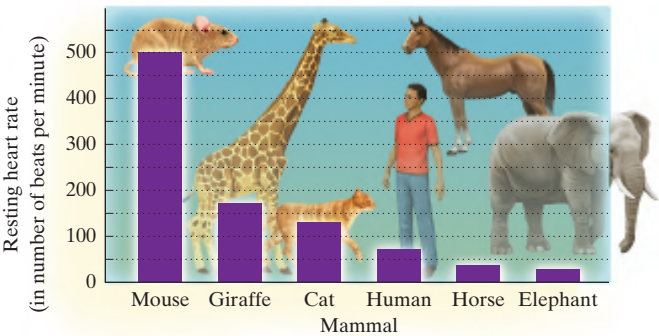 Resting heart rate
(in number of beats per minute)
500
400
300
200
100
0
Mouse Giraffe Cat Human Horse Elephant
Mammal